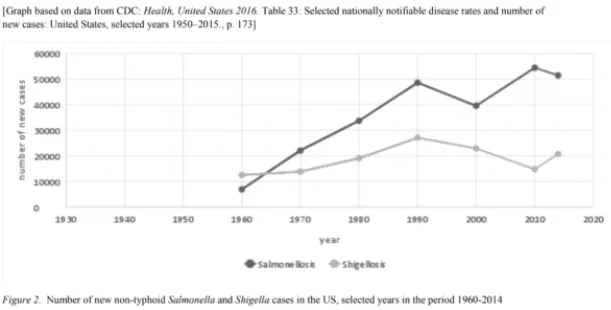 [Graph based on data from CDC: Health, United States 2016. Table 33: Selected nationally notifiable disease rates and number of
new cases: United States, selected years 1950–2015., p. 173]
60000
50000
40000
30000
20000
10000
0
number of new cases
1930 1940 1950 1960 1970 1980 1990 2000 2010 2020
year
Salmonellosis Shigellosis
Figure 2. Number of new non-typhoid Salmonella and Shigella cases in the US, selected years in the period 1960-2014